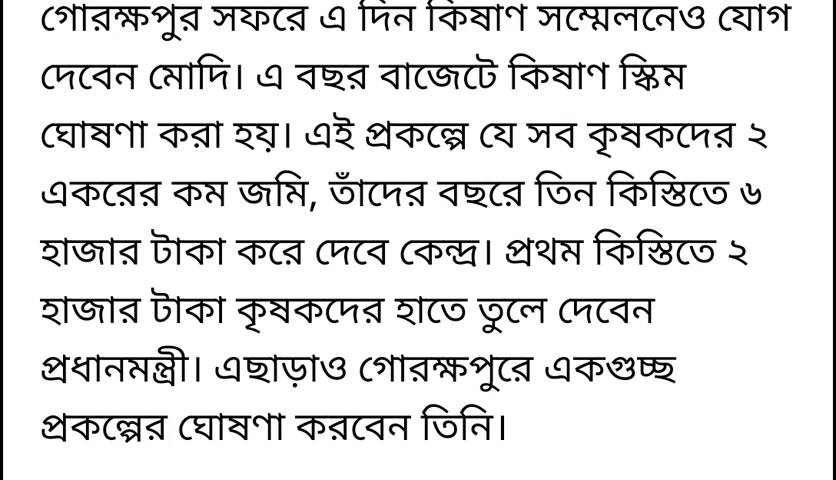 গোরক্ষপুর সফরে এ দিন কিষাণ সম্মেলনেও যোগ
দেবেন মোদি। এ বছর বাজেটে কিষাণ স্কিম
ঘোষণা করা হয়। এই প্রকল্পে যে সব কৃষকদের ২
একরের কম জমি, তাঁদের বছরে তিন কিস্তিতে ৬
হাজার টাকা করে দেবে কেন্দ্র। প্রথম কিস্তিতে ২
হাজার টাকা কৃষকদের হাতে তুলে দেবেন
প্রধানমন্ত্রী। এছাড়াও গোরক্ষপুরে একগুচ্ছ
প্রকল্পের ঘোষণা করবেন তিনি।